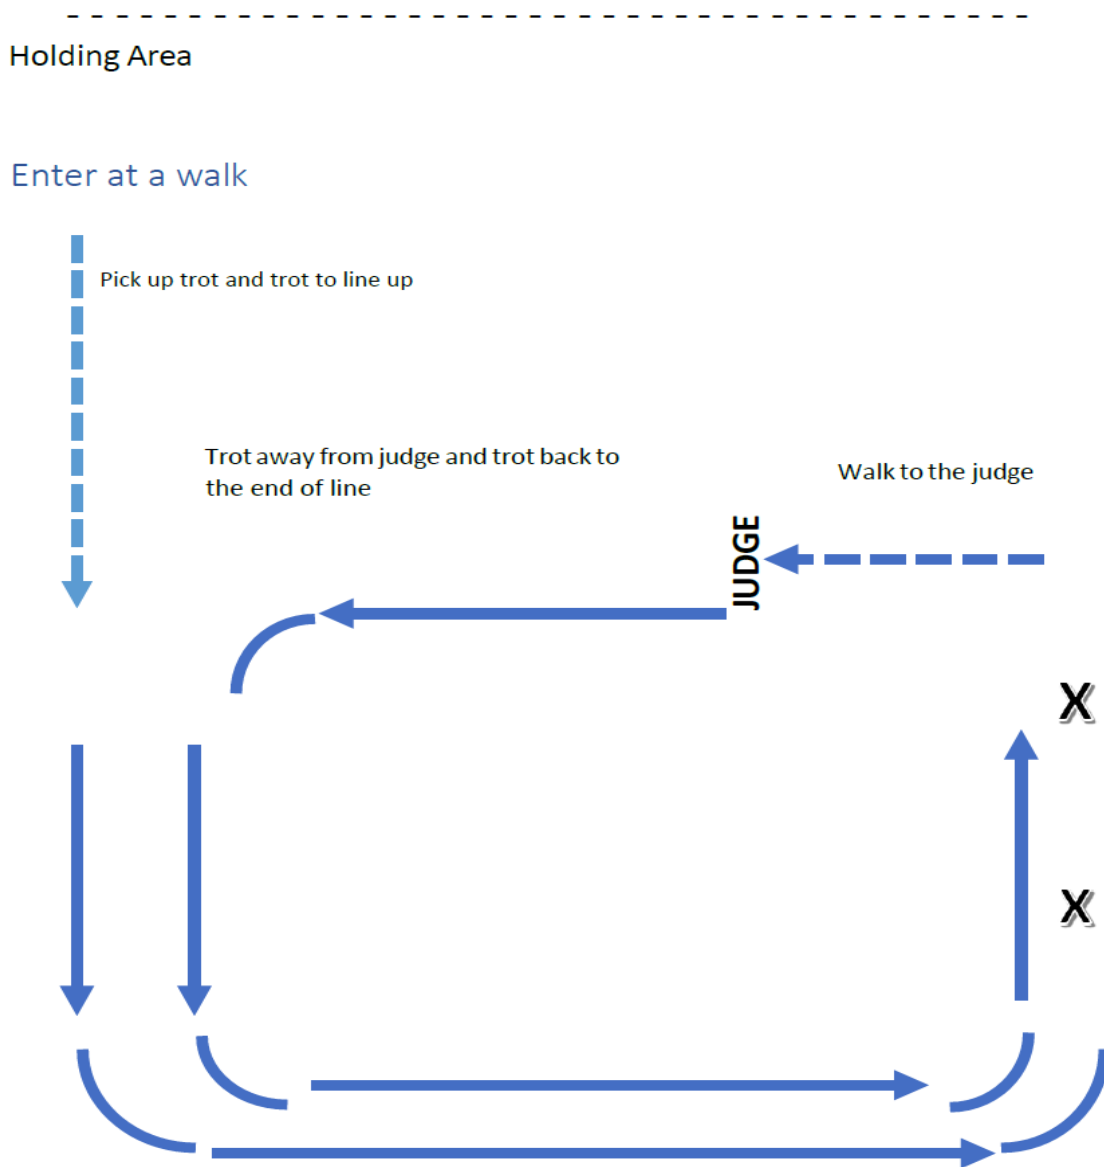 Holding Area
Enter at a walk
Pick up trot and trot to line up
Trot away from judge and trot back to
the end of line
Walk to the judge
JUDGE
X
X